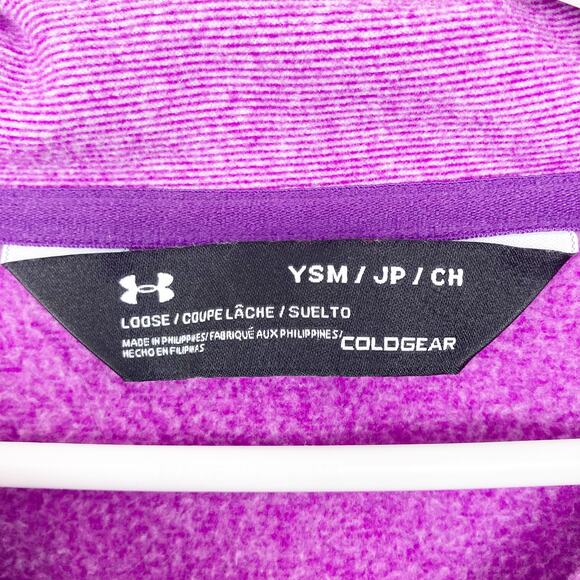 YSM / JP / CH
LOOSE / COUPE LÂCHE / SUELTO
MADE IN PHILIPPINES/ FABRIQUÉ AUX PHILIPPINES/
HECHO EN FILIPINAS
COLDGEAR